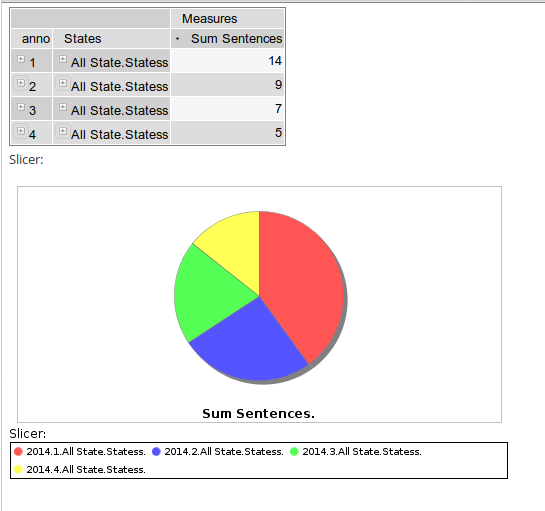 Measures
anno States · Sum Sentences
1 All State.Statess 14
2 All State.Statess 9
3 All State.Statess 7
4 All State.Statess 5
Slicer:
Sum Sentences.
Slicer:
2014.1.All State.Statess. 2014.2.All State.Statess. 2014.3.All State.Statess.
2014.4.All State.Statess.